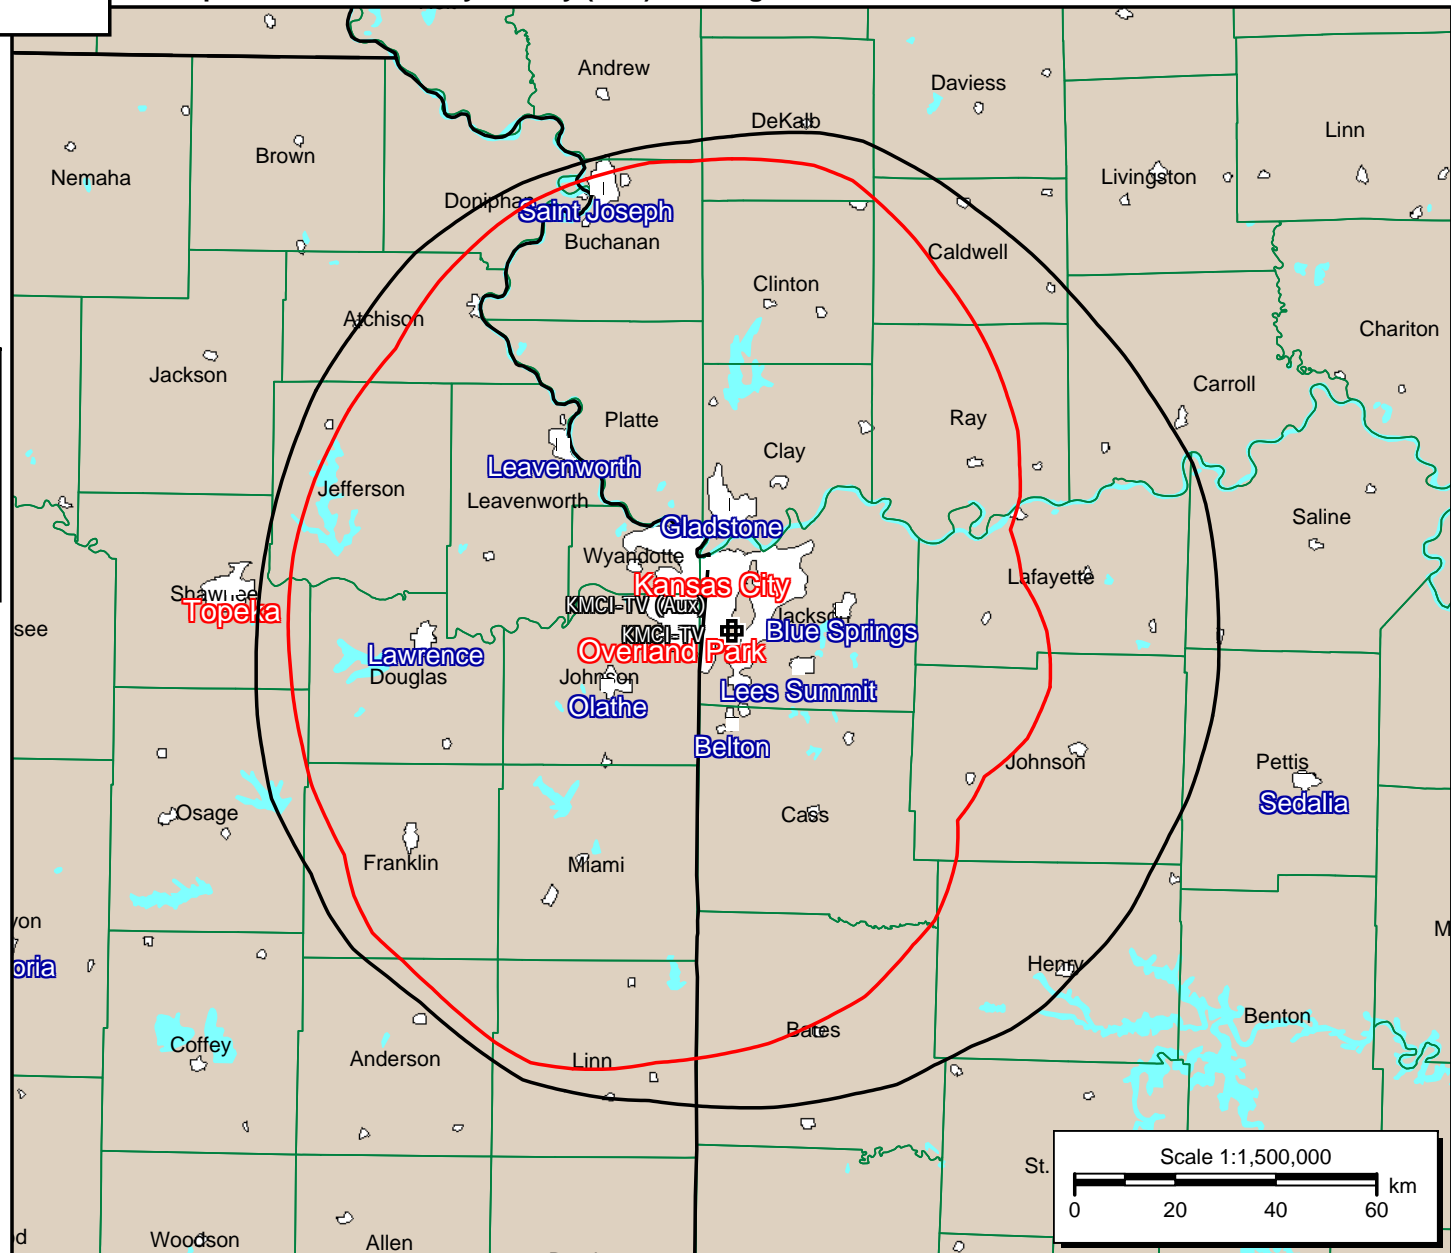 Andrew
Daviess
DeKalb
Linn
Brown
Nemaha
Livingston
Doniphan
Saint Joseph
Buchanan
Caldwell
Clinton
Atchison
Chariton
Jackson
Carroll
Platte
Ray
Clay
Leavenworth
Jefferson
Leavenworth
Saline
Gladstone
Wyandotte
Lafayette
Kansas City
Shawnee
KMCI-TV (Aux)
Topeka
Jackson
see
KMCI-TV
Blue Springs
Overland Park
Lawrence
Douglas
Johnson
Lees Summit
Olathe
Belton
Johnson
Pettis
Sedalia
Osage
Cass
Franklin
Miami
yon
M
oria
Henry
Benton
Bates
Coffey
Anderson
Linn
St.
Scale 1:1,500,000
km
0 20 40 60
d
Woodson
Allen